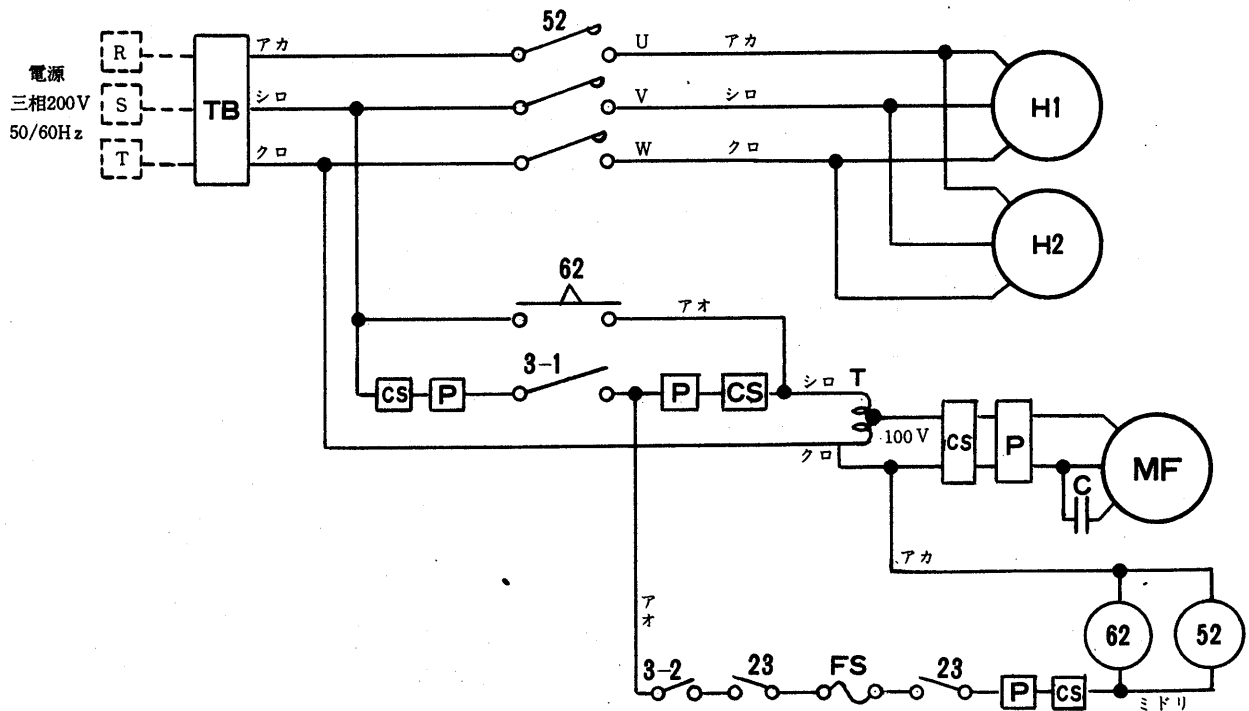 52
R
アカ
U
アカ
電源
三相200V
50/60Hz
S
TB
シロ
V
シロ
H1
T
クロ
W
クロ
H2
62
アオ
3-1
CS
P
P
CS
シロ
T
100V
クロ
CS
P
MF
C
アカ
アオ
62
52
3-2
23
FS
23
P
CS
ミドリ